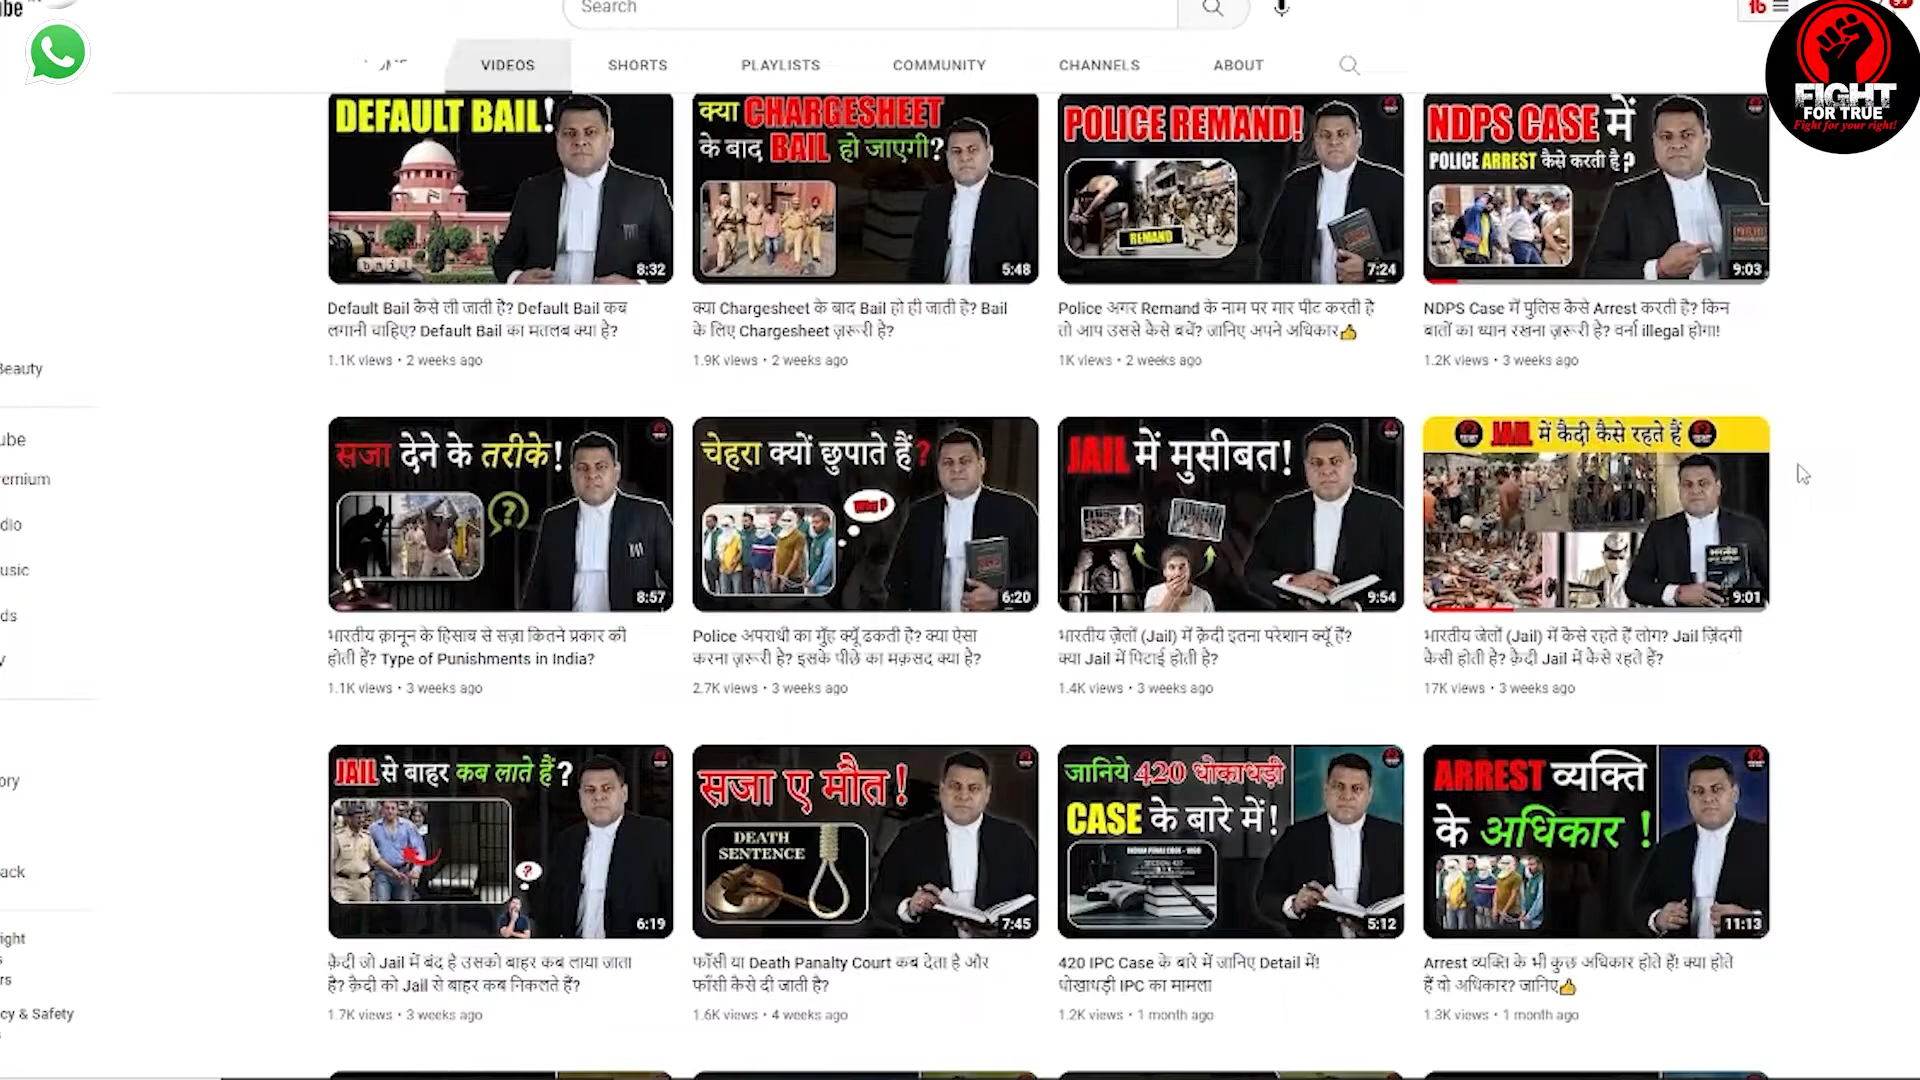 Search
VIDEOS
SHORTS
PLAYLISTS
COMMUNITY
CHANNELS
ABOUT
FIGHT
FOR TRUE
Fight for your right!
DEFAULT BAIL!
8:32
Default Bail कैसे ली जाती है? Default Bail कब
लगानी चाहिए? Default Bail का मतलब क्या है?
1.1K views • 2 weeks ago
क्या CHARGESHEET
के बाद BAIL हो जाएगी?
5:48
क्या Chargesheet के बाद Bail हो ही जाती है? Bail
के लिए Chargesheet ज़रूरी है?
1.9K views • 2 weeks ago
POLICE REMAND!
REMAND
7:24
Police अगर Remand के नाम पर मार पीट करती है
तो आप उससे कैसे बचें? जानिए अपने अधिकार👍
1K views • 2 weeks ago
NDPS CASE में
POLICE ARREST कैसे करती है?
9:03
NDPS Case में पुलिस कैसे Arrest करती है? किन
बातों का ध्यान रखना ज़रूरी है? वर्ना illegal होगा!
1.2K views • 3 weeks ago
सजा देने के तरीके!
8:57
भारतीय क़ानून के हिसाब से सज़ा कितने प्रकार की
होती हैं? Type of Punishments in India?
1.1K views • 3 weeks ago
चेहरा क्यों छुपाते हैं?
6:20
Police अपराधी का मुँह क्यूँ ढकती है? क्या ऐसा
करना ज़रूरी है? इसके पीछे का मक़सद क्या है?
2.7K views • 3 weeks ago
JAIL में मुसीबत!
9:54
भारतीय ज़ेलों (Jail) में क़ैदी इतना परेशान क्यूँ हैं?
क्या Jail में पिटाई होती है?
1.4K views • 3 weeks ago
JAIL में कैदी कैसे रहते हैं
9:01
भारतीय जेलों (Jail) में कैसे रहते हैं लोग? Jail ज़िंदगी
कैसी होती है? क़ैदी Jail में कैसे रहते हैं?
17K views • 3 weeks ago
JAIL से बाहर कब लाते हैं?
6:19
क़ैदी जो Jail में बंद है उसको बाहर कब लाया जाता
है? क़ैदी को Jail से बाहर कब निकलते हैं?
1.7K views • 3 weeks ago
सजा ए मौत!
DEATH
SENTENCE
7:45
फाँसी या Death Panalty Court कब देता है और
फाँसी कैसे दी जाती है?
1.6K views • 4 weeks ago
जानिये 420 धोकाधड़ी
CASE के बारे में!
5:12
420 IPC Case के बारे में जानिए Detail में!
धोखाधड़ी IPC का मामला
1.2K views • 1 month ago
ARREST व्यक्ति
के अधिकार !
11:13
Arrest व्यक्ति के भी कुछ अधिकार होते हैं! क्या होते
हैं वो अधिकार? जानिए👍
1.3K views • 1 month ago
Beauty
& Safety